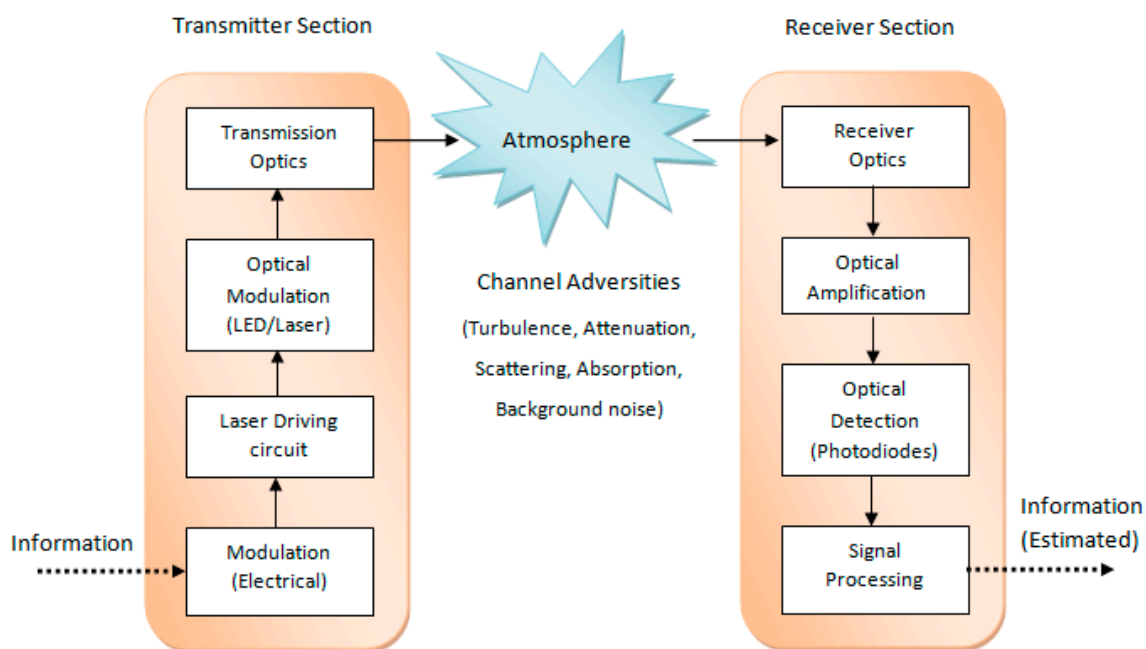 Transmitter Section
Transmission
Optics
Optical
Modulation
(LED/Laser)
Laser Driving
circuit
Information
Modulation
(Electrical)
Atmosphere
Channel Adversities
(Turbulence, Attenuation,
Scattering, Absorption,
Background noise)
Receiver Section
Receiver
Optics
Optical
Amplification
Optical
Detection
(Photodiodes)
Signal
Processing
Information
(Estimated)